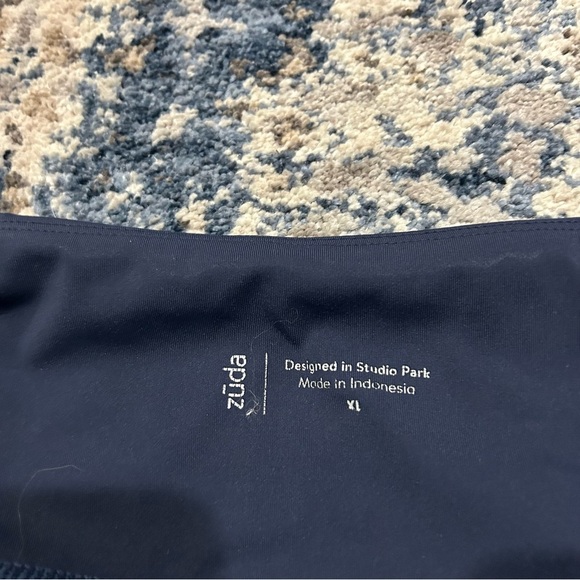 zūda
Designed in Studio Park
Made in Indonesia
XL